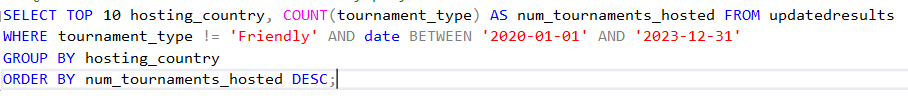 SELECT TOP 10 hosting_country, COUNT(tournament_type) AS num_tournaments_hosted FROM updatedresults
WHERE tournament_type != 'Friendly' AND date BETWEEN '2020-01-01' AND '2023-12-31'
GROUP BY hosting_country
ORDER BY num_tournaments_hosted DESC;